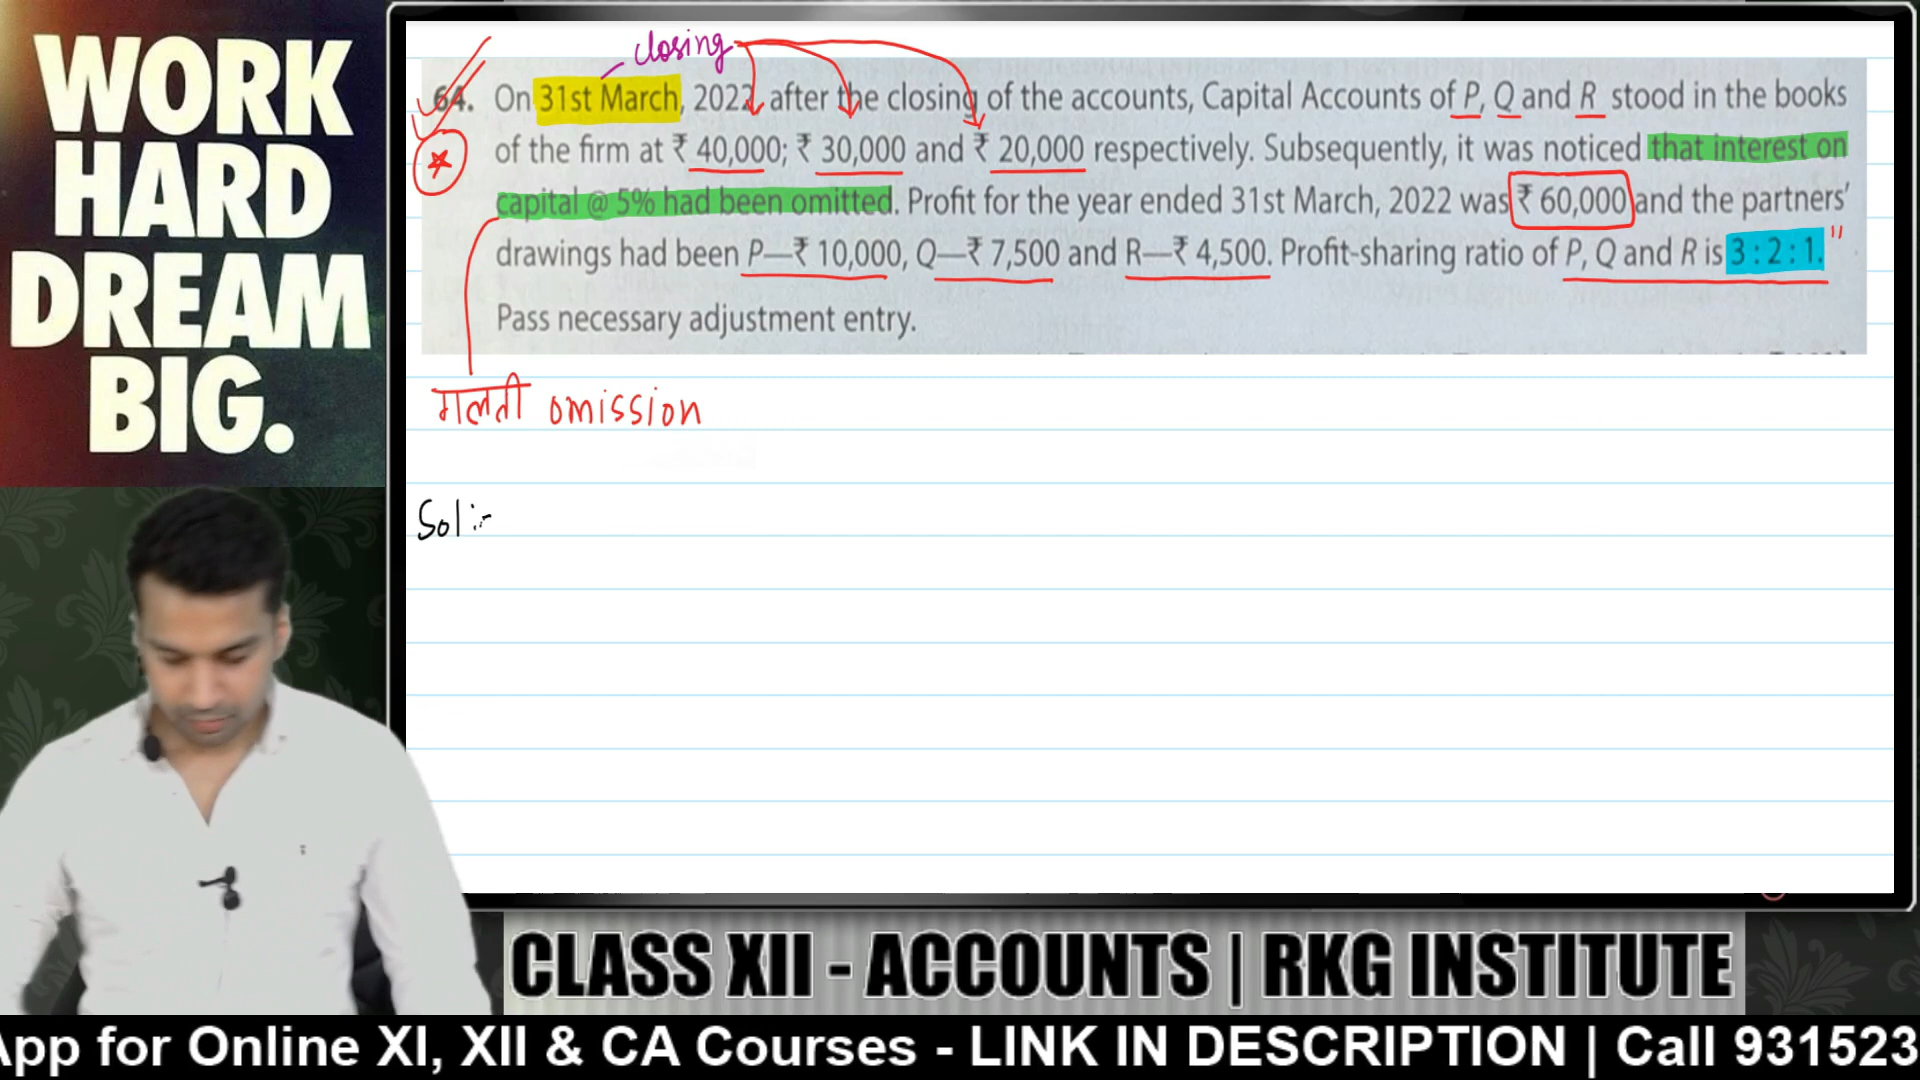 WORK
HARD
DREAM
BIG.
closing
64. On 31st March, 2022, after the closing of the accounts, Capital Accounts of P, Q and R stood in the books
of the firm at ₹ 40,000; ₹ 30,000 and ₹ 20,000 respectively. Subsequently, it was noticed that interest on
capital @ 5% had been omitted. Profit for the year ended 31st March, 2022 was ₹ 60,000 and the partners'
drawings had been P—₹ 10,000, Q—₹ 7,500 and R—₹ 4,500. Profit-sharing ratio of P, Q and R is 3 : 2 : 1.
Pass necessary adjustment entry.
गलती omission
Sol :-
CLASS XII - ACCOUNTS | RKG INSTITUTE
App for Online XI, XII & CA Courses - LINK IN DESCRIPTION | Call 931523